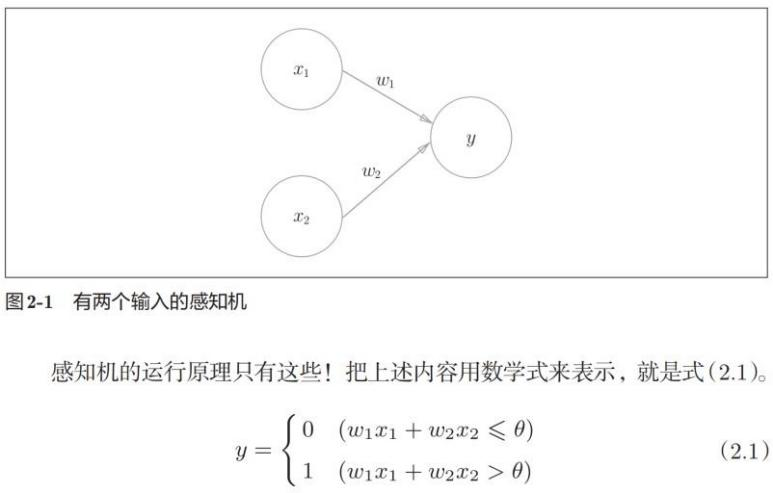 x₁
w₁
y
w₂
x₂
图2-1 有两个输入的感知机
感知机的运行原理只有这些！把上述内容用数学式来表示，就是式(2.1)。
y = { 0 (w₁x₁ + w₂x₂ ⩽ θ)
1 (w₁x₁ + w₂x₂ > θ)
(2.1)